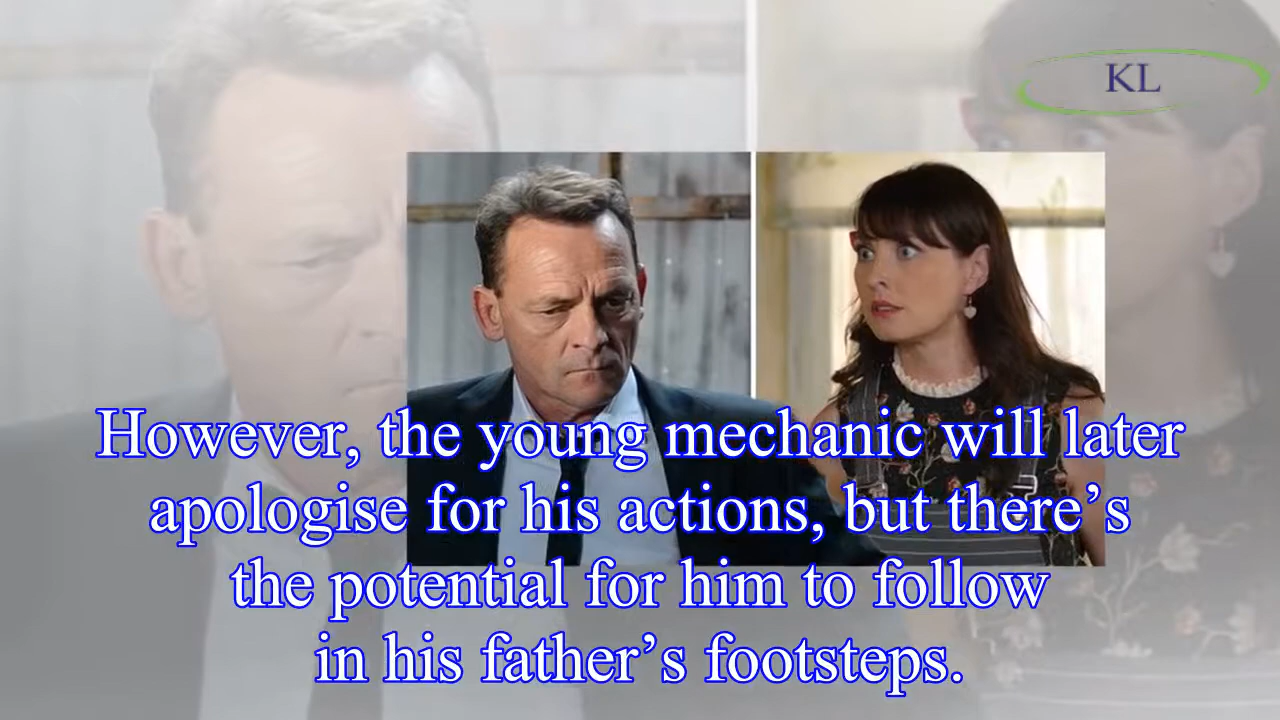 KL
However, the young mechanic will later
apologise for his actions, but there’s
the potential for him to follow
in his father’s footsteps.